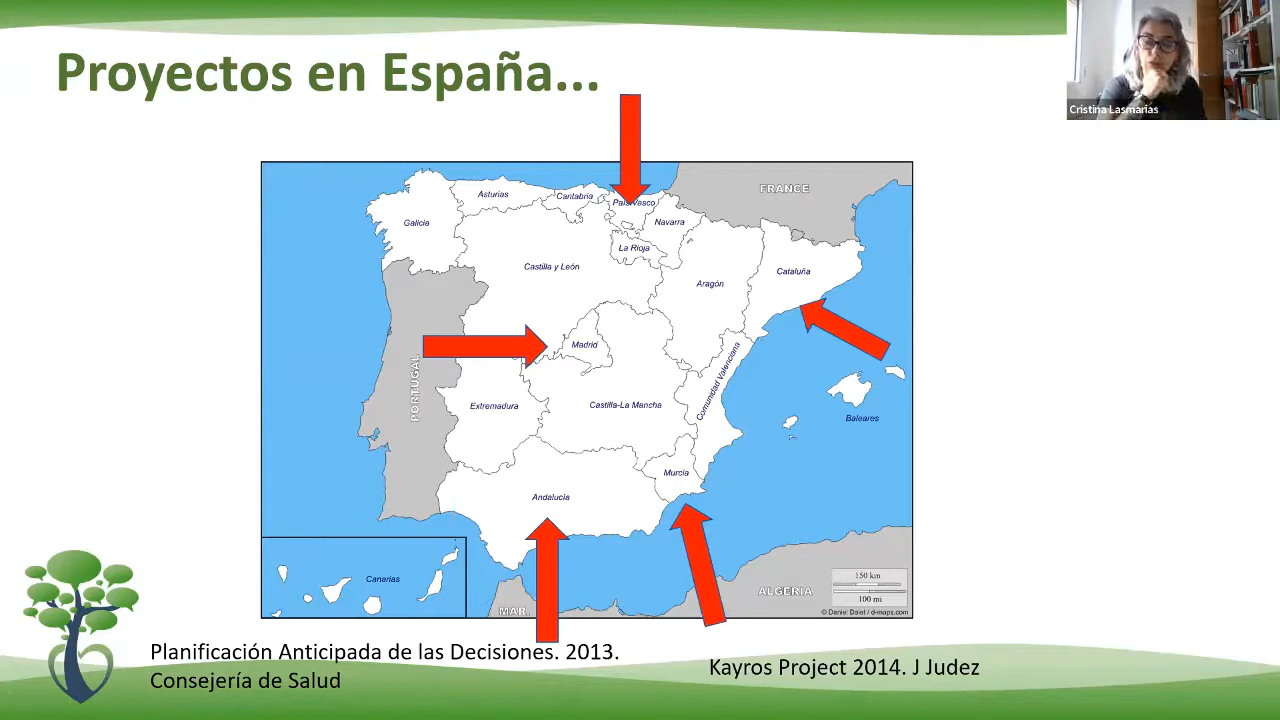 Proyectos en España...
Cristina Lasmarías
FRANCE
Asturias
Cantabria
País Vasco
Galicia
Navarra
La Rioja
Castilla y León
Cataluña
Aragón
Madrid
PORTUGAL
Comunidad Valenciana
Extremadura
Castilla-La Mancha
Baleares
Murcia
Andalucía
Canarias
150 km
ALGERIA
100 mi
MAR.
© Daniel Dalet / d-maps.com
Planificación Anticipada de las Decisiones. 2013.
Consejería de Salud
Kayros Project 2014. J Judez